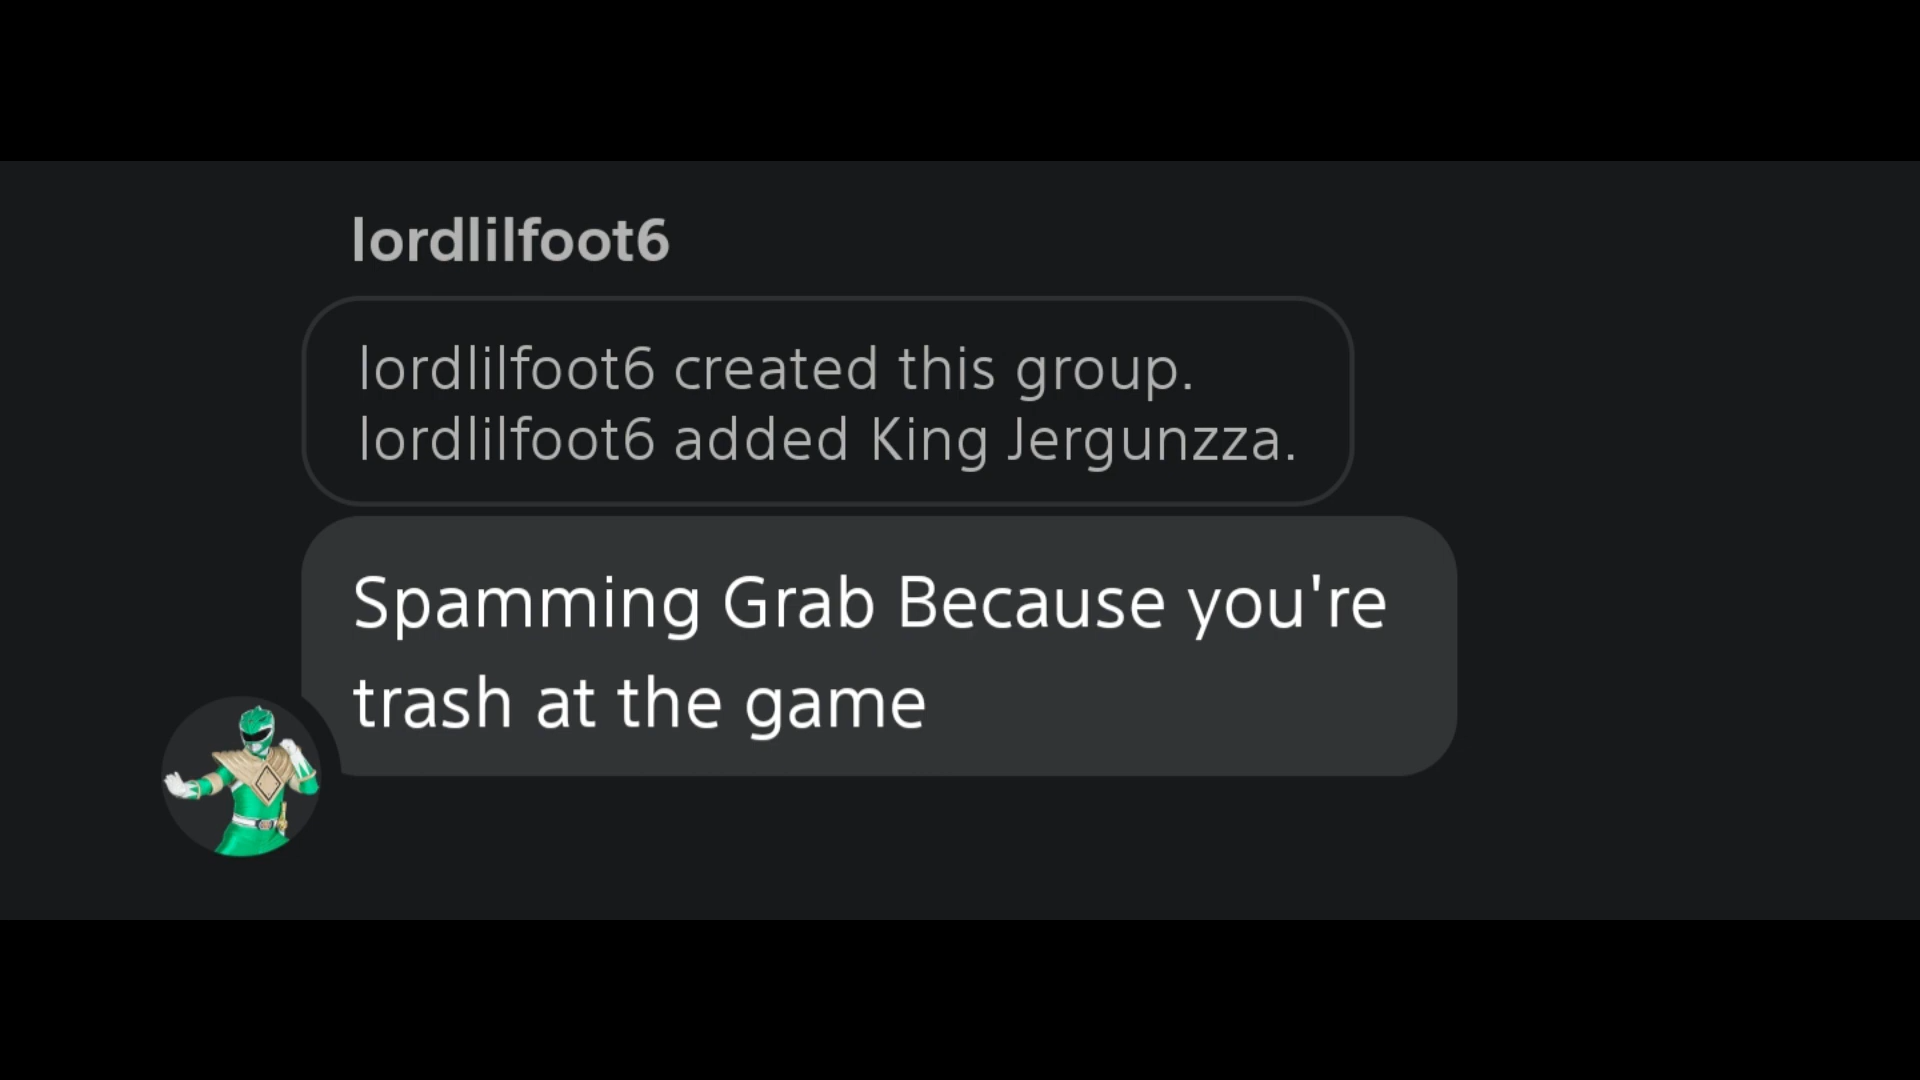 lordlilfoot6
lordlilfoot6 created this group.
lordlilfoot6 added King Jergunzza.
Spamming Grab Because you're
trash at the game